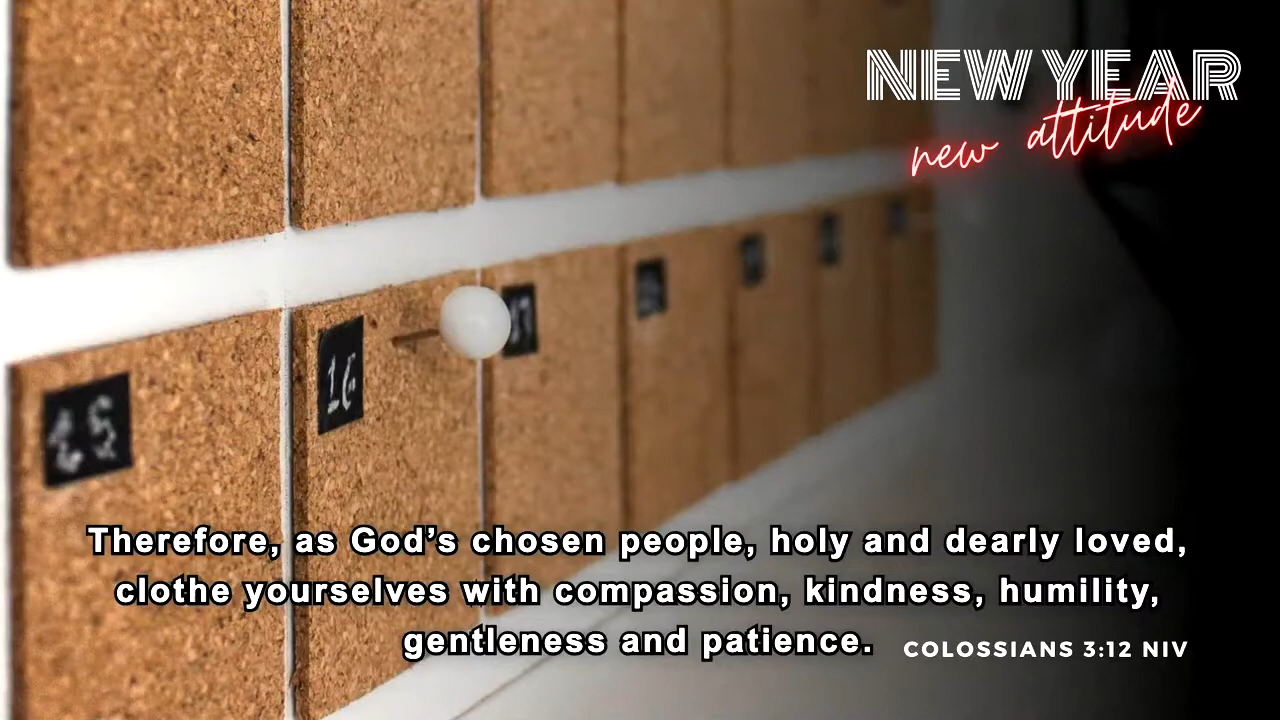 NEW YEAR
new attitude
16
Therefore, as God’s chosen people, holy and dearly loved,
clothe yourselves with compassion, kindness, humility,
gentleness and patience.
COLOSSIANS 3:12 NIV